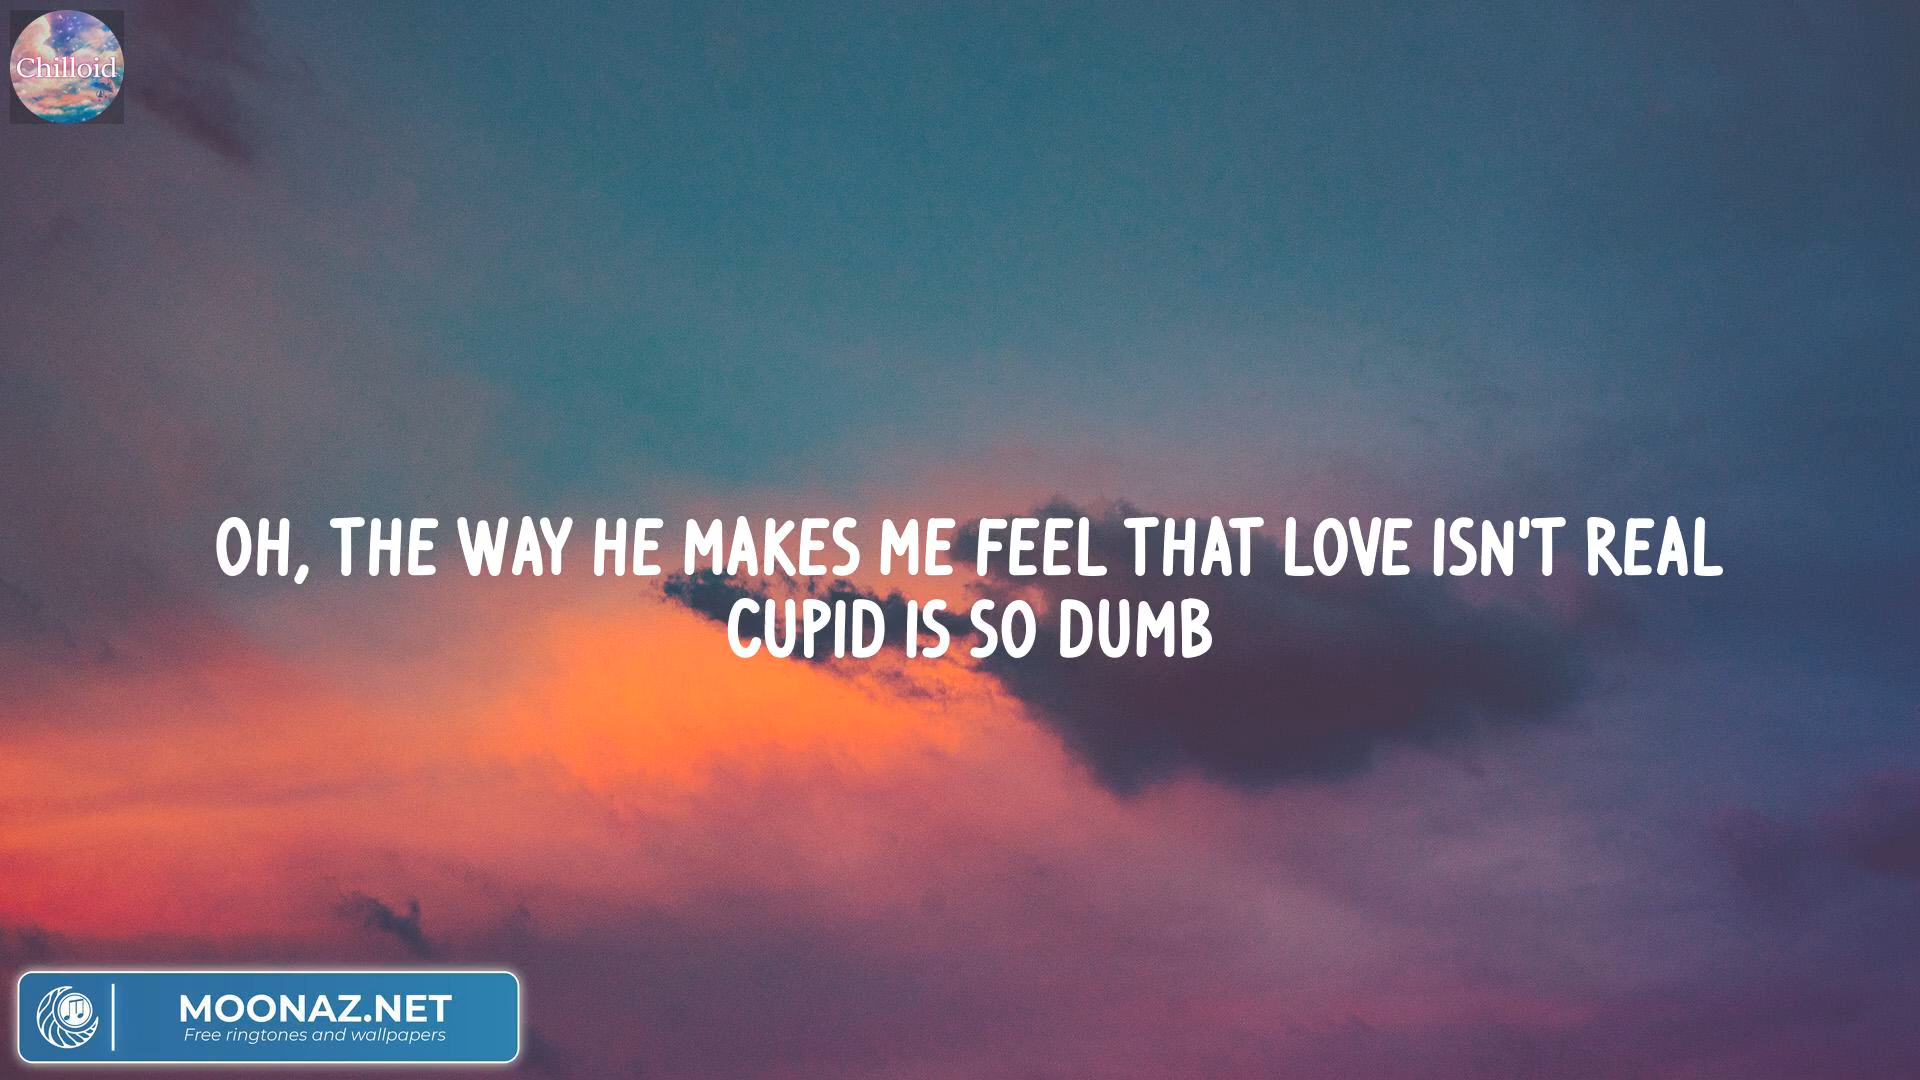 Chilloid
OH, THE WAY HE MAKES ME FEEL THAT LOVE ISN'T REAL
CUPID IS SO DUMB
MOONAZ.NET
Free ringtones and wallpapers